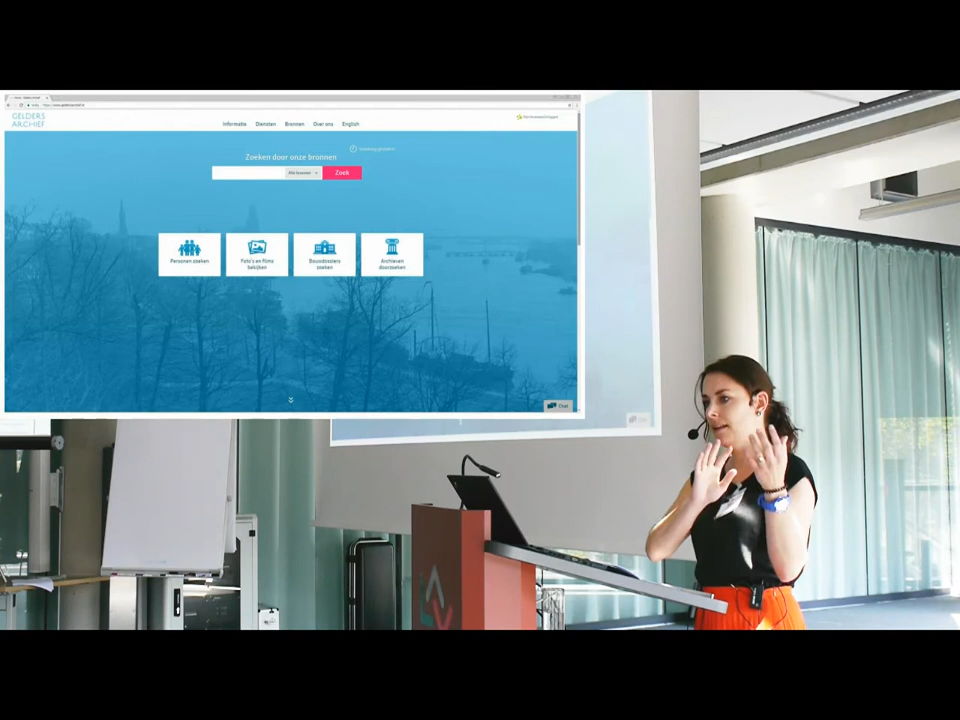 GELDERS
ARCHIEF
Informatie Diensten Bronnen Over ons English
Zoeken door onze bronnen
Alle bronnen Zoek
Personen zoeken
Foto's en films
bekijken
Bouwdossiers
zoeken
Archieven
doorzoeken
Chat